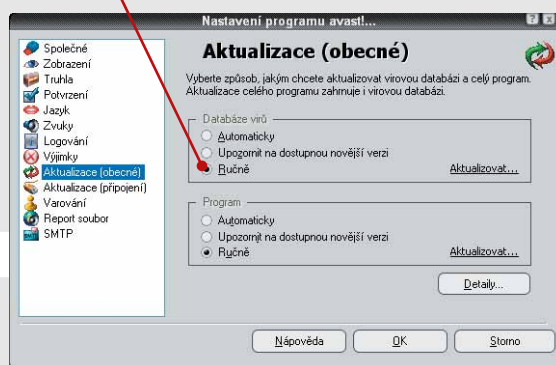 Nastavení programu avast!...
Společné
Zobrazení
Truhla
Potvrzení
Jazyk
Zvuky
Logování
Výjimky
Aktualizace (obecné)
Aktualizace (připojení)
Varování
Report soubor
SMTP
Aktualizace (obecné)
Vyberte způsob, jakým chcete aktualizovat virovou databázi a celý program.
Aktualizace celého programu zahrnuje i virovou databázi.
Databáze virů
Automaticky
Upozornit na dostupnou novější verzi
Ručně
Aktualizovat...
Program
Automaticky
Upozornit na dostupnou novější verzi
Ručně
Aktualizovat...
Detaily...
Nápověda
OK
Storno